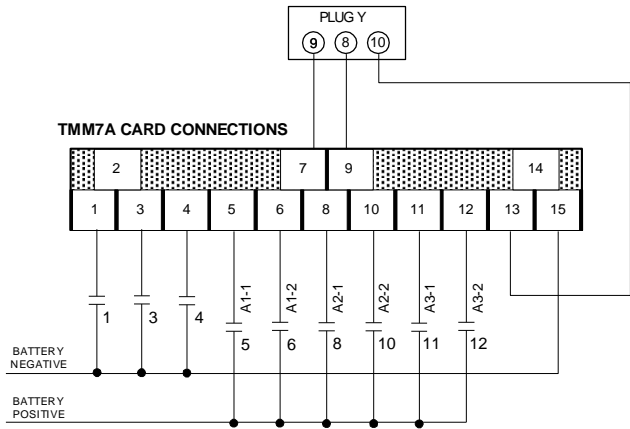 PLUG Y
9 8 10
TMM7A CARD CONNECTIONS
2 7 9 14
1 3 4 5 6 8 10 11 12 13 15
A1-1 A1-2 A2-1 A2-2 A3-1 A3-2
1 3 4
5 6 8 10 11 12
BATTERY
NEGATIVE
BATTERY
POSITIVE